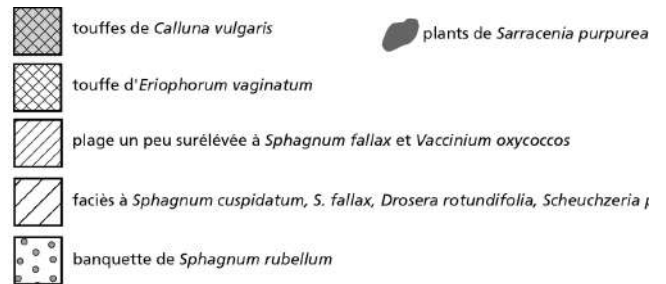 touffes de Calluna vulgaris
plants de Sarracenia purpurea
touffe d'Eriophorum vaginatum
plage un peu surélévée à Sphagnum fallax et Vaccinium oxycoccos
faciès à Sphagnum cuspidatum, S. fallax, Drosera rotundifolia, Scheuchzeria p
banquette de Sphagnum rubellum